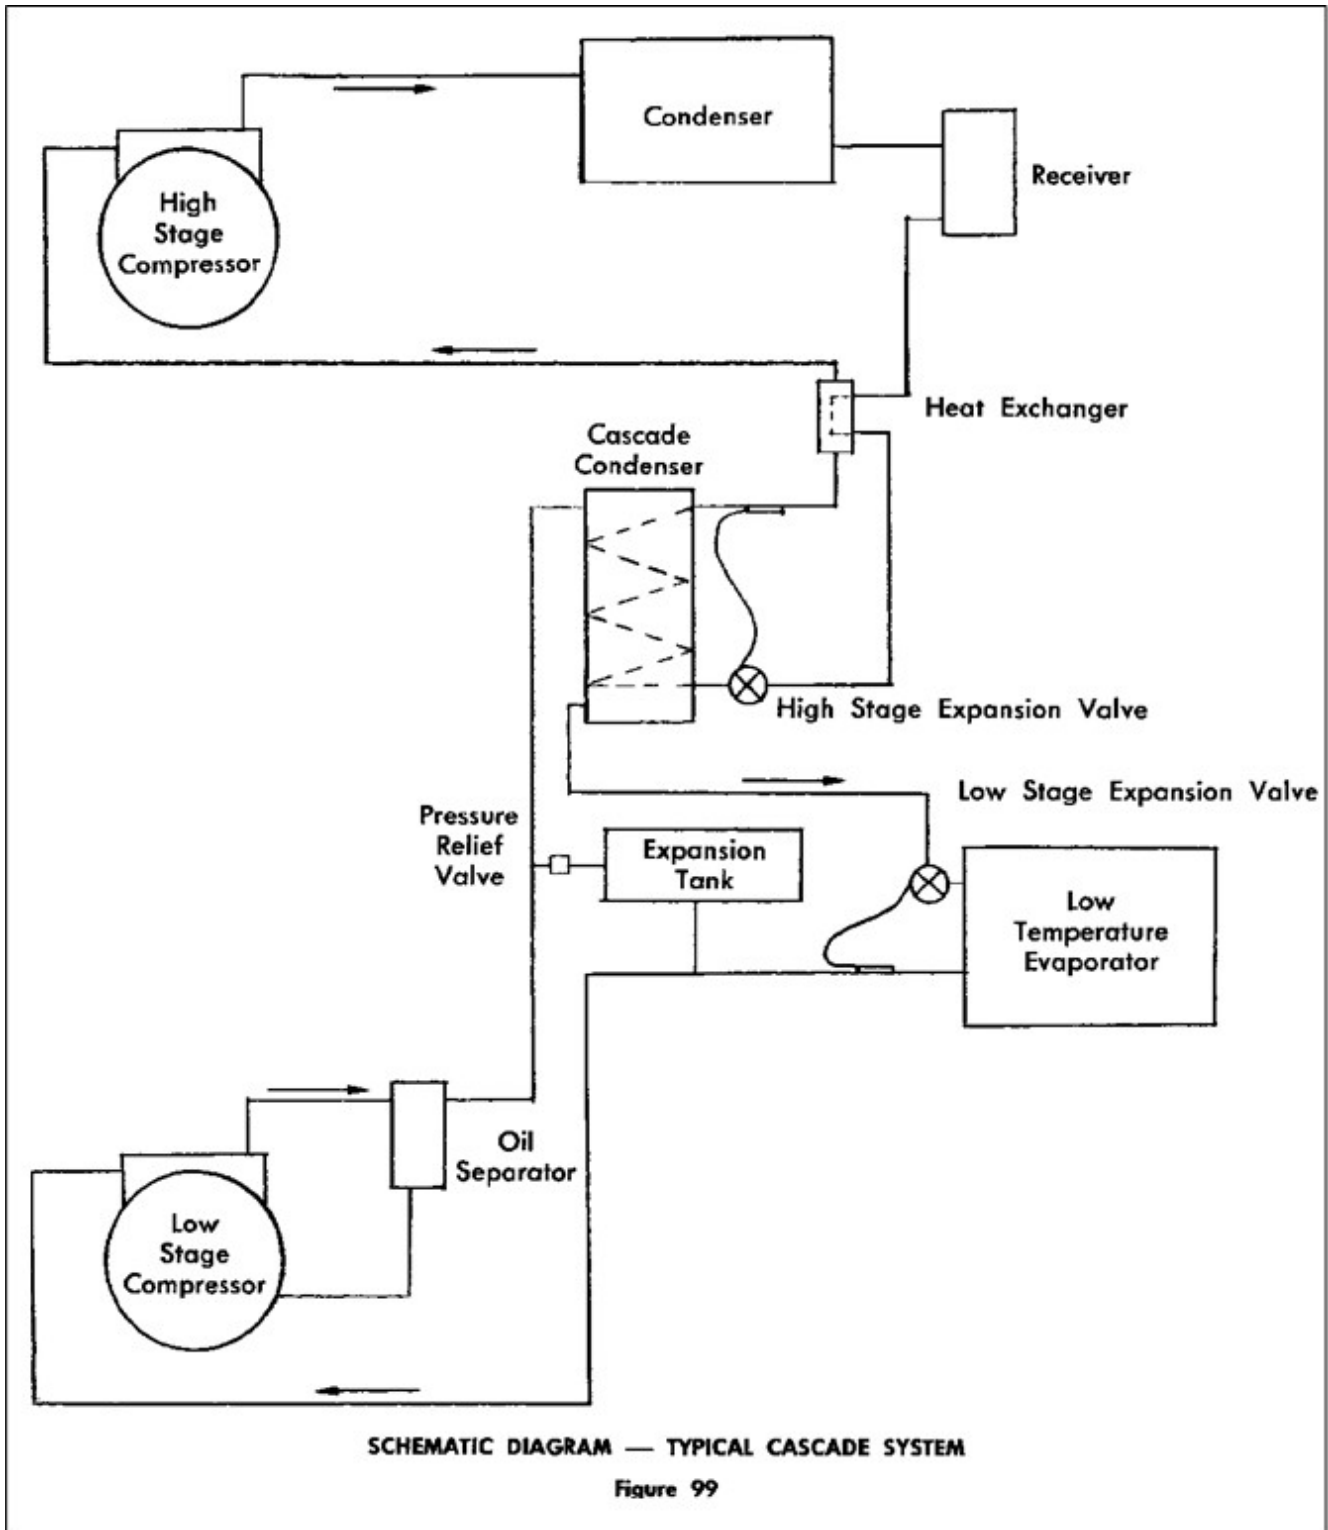 Condenser
Receiver
High
Stage
Compressor
Heat Exchanger
Cascade
Condenser
High Stage Expansion Valve
Low Stage Expansion Valve
Pressure
Relief
Valve
Expansion
Tank
Low
Temperature
Evaporator
Oil
Separator
Low
Stage
Compressor
SCHEMATIC DIAGRAM — TYPICAL CASCADE SYSTEM
Figure 99